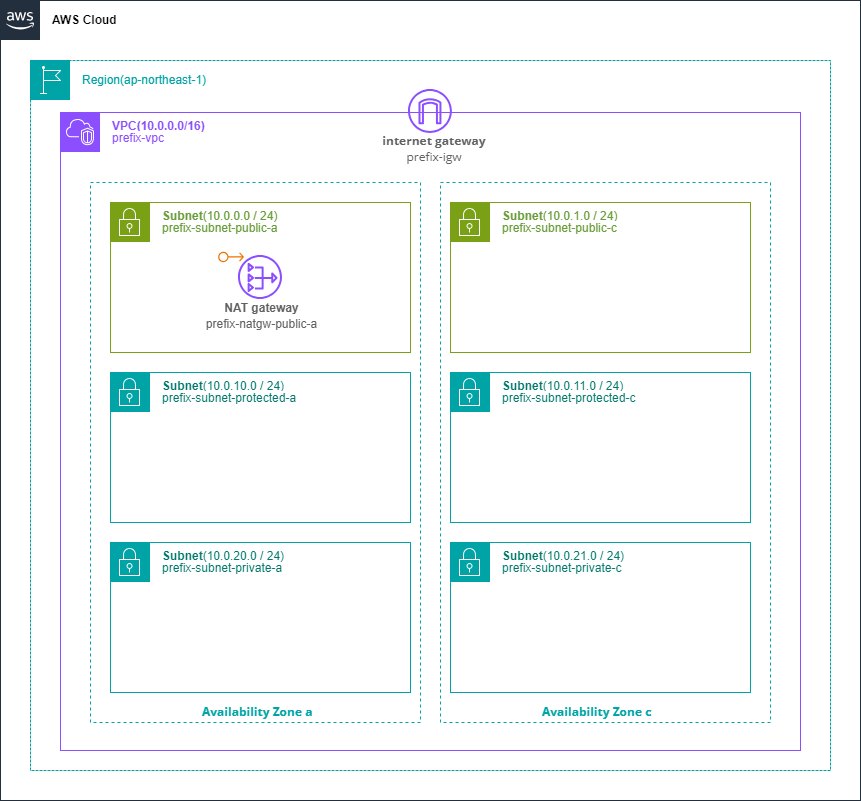 aws
AWS Cloud
Region(ap-northeast-1)
VPC(10.0.0.0/16)
prefix-vpc
internet gateway
prefix-igw
Subnet(10.0.0.0 / 24)
prefix-subnet-public-a
NAT gateway
prefix-natgw-public-a
Subnet(10.0.1.0 / 24)
prefix-subnet-public-c
Subnet(10.0.10.0 / 24)
prefix-subnet-protected-a
Subnet(10.0.11.0 / 24)
prefix-subnet-protected-c
Subnet(10.0.20.0 / 24)
prefix-subnet-private-a
Subnet(10.0.21.0 / 24)
prefix-subnet-private-c
Availability Zone a
Availability Zone c